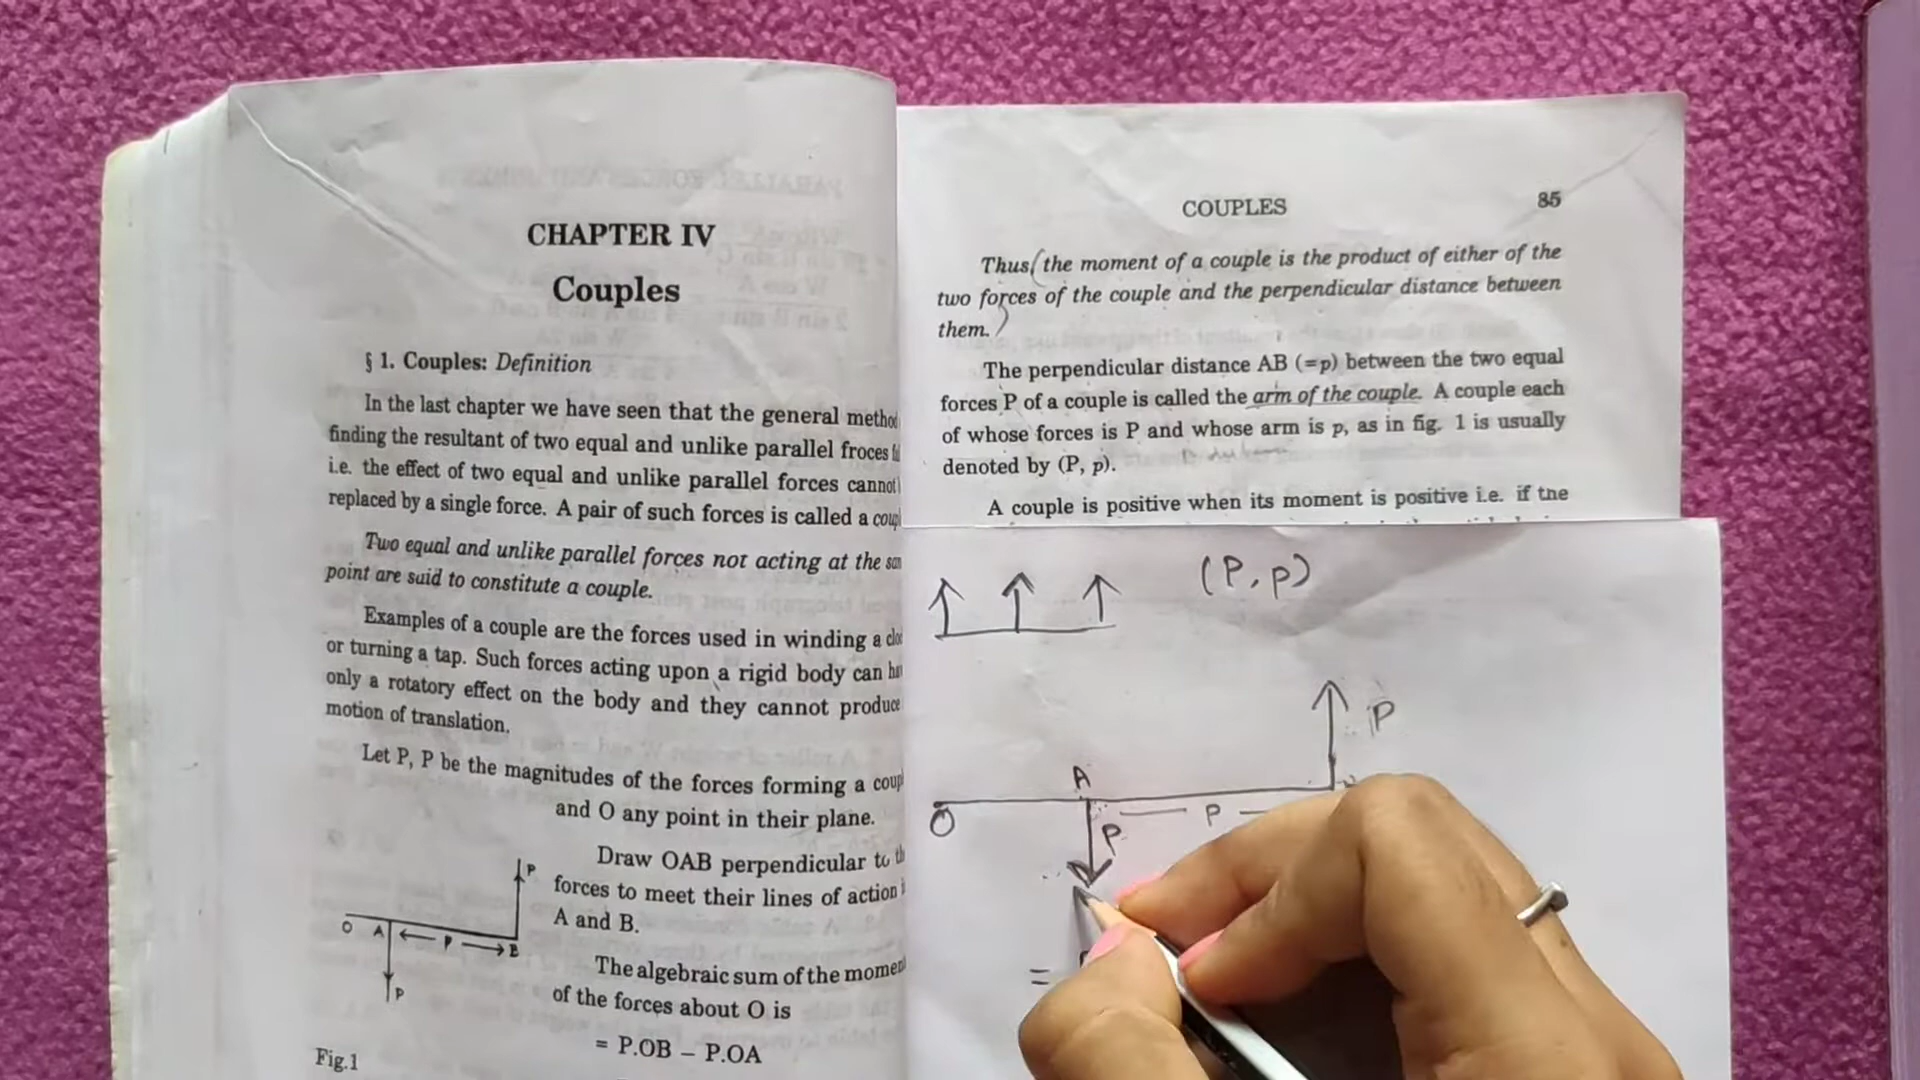 CHAPTER IV
Couples
§ 1. Couples: Definition
In the last chapter we have seen that the general method
finding the resultant of two equal and unlike parallel froces
i.e. the effect of two equal and unlike parallel forces cannot
replaced by a single force. A pair of such forces is called a coup
Two equal and unlike parallel forces not acting at the
point are said to constitute a couple.
Examples of a couple are the forces used in winding a
or turning a tap. Such forces acting upon a rigid body can
only a rotatory effect on the body and they cannot produce
motion of translation.
Let P, P be the magnitudes of the forces forming a coup
and O any point in their plane.
Draw OAB perpendicular to
forces to meet their lines of action
A and B.
The algebraic sum of the momen
of the forces about O is
= P.OB – P.OA
O A P B
P
P
Fig.1
COUPLES 85
Thus (the moment of a couple is the product of either of the
two forces of the couple and the perpendicular distance between
them.)
The perpendicular distance AB (=p) between the two equal
forces P of a couple is called the arm of the couple. A couple each
of whose forces is P and whose arm is p, as in fig. 1 is usually
denoted by (P, p).
A couple is positive when its moment is positive i.e. if the
(P, p)
P
A
O P
P
=